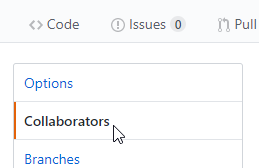 Code Issues 0 Pull
Options
Collaborators
Branches